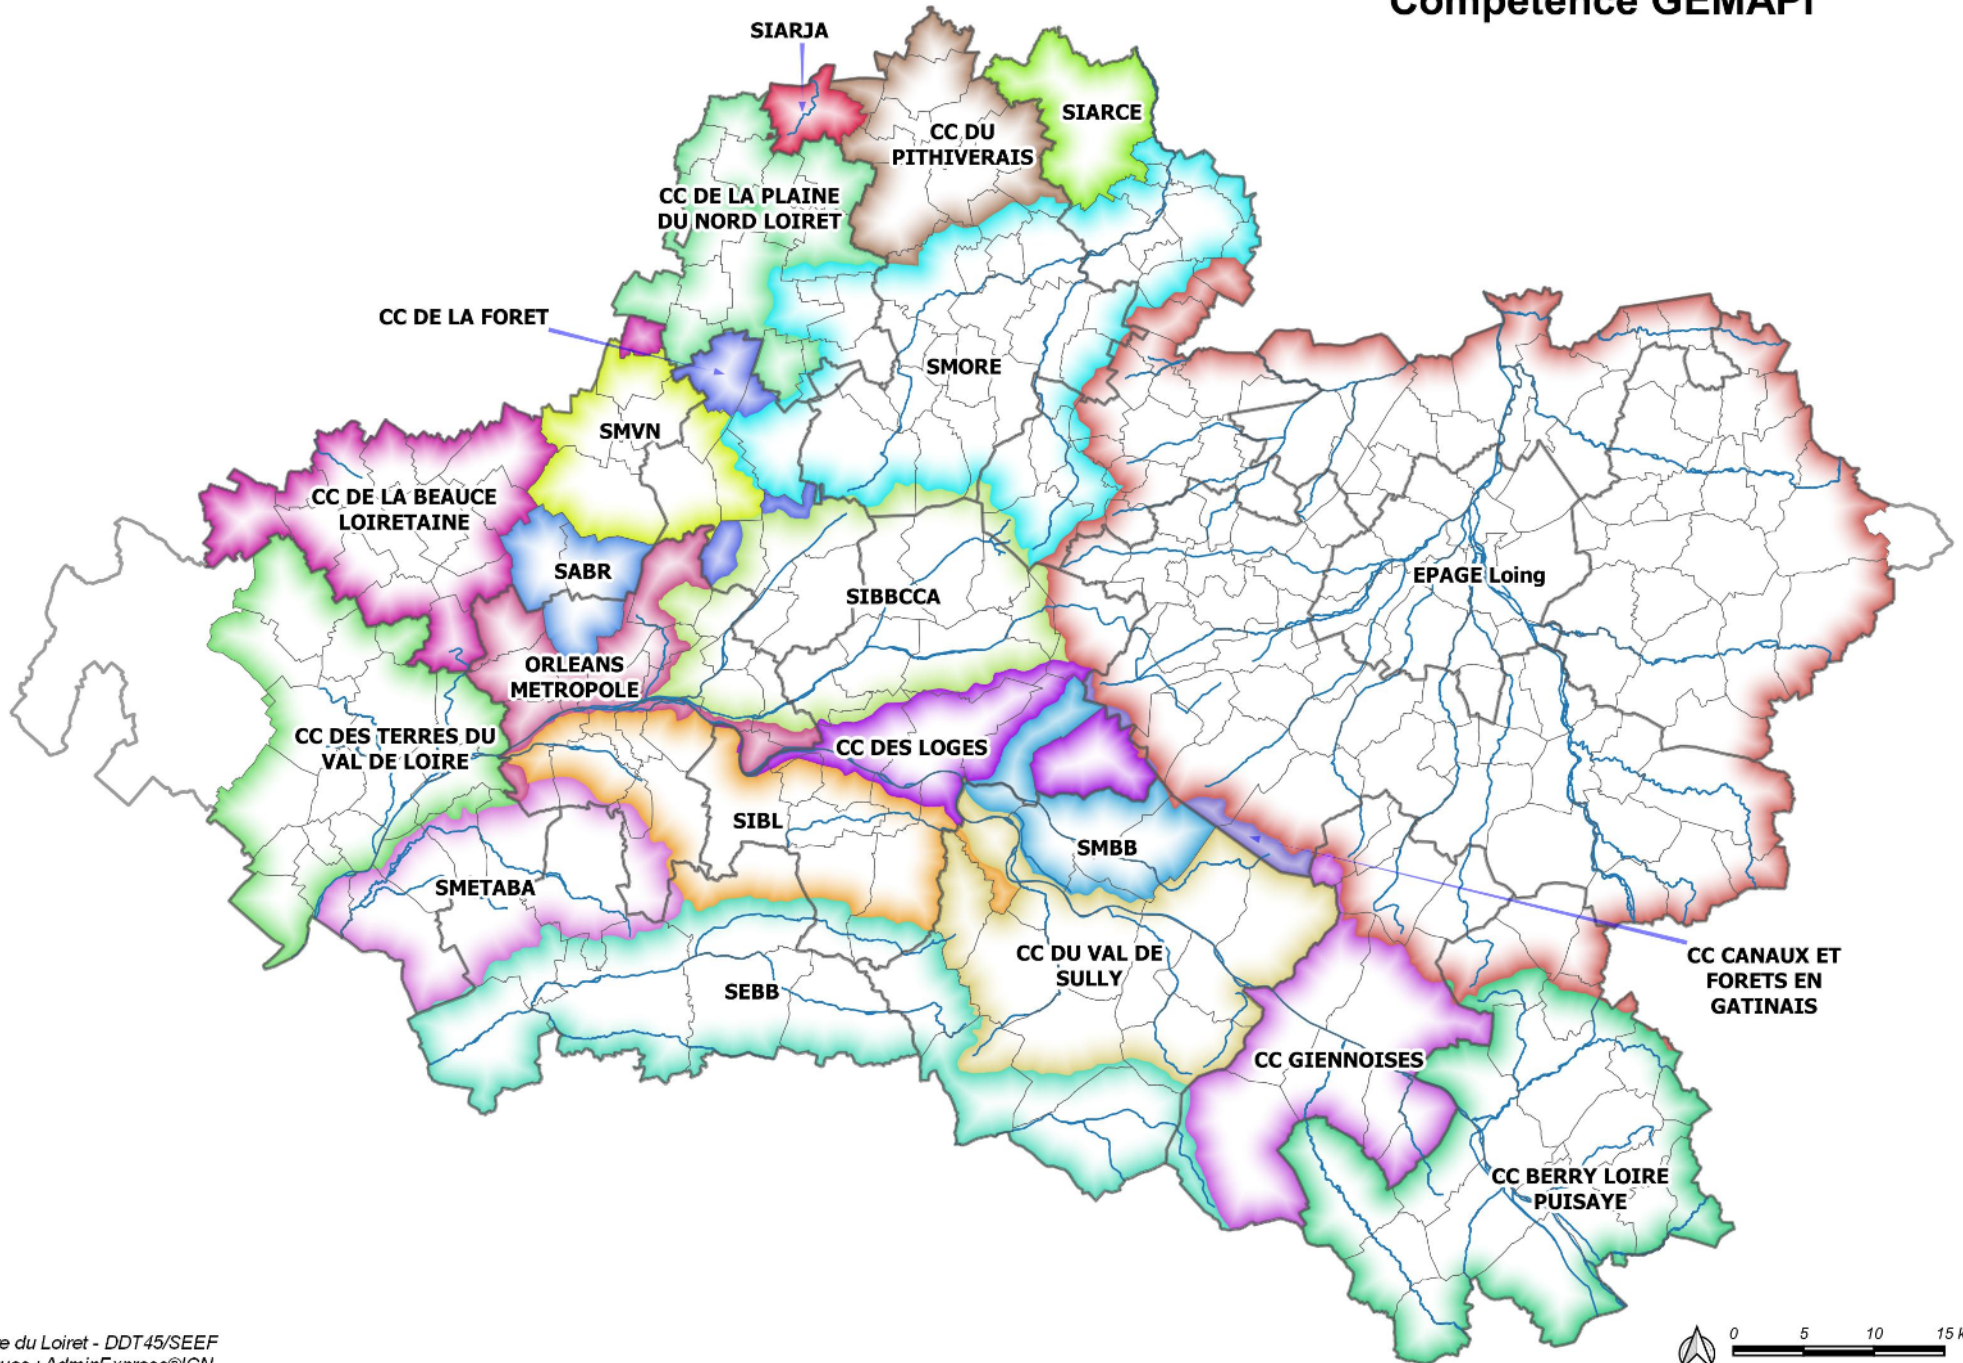 Compétence GEMAPI
SIARJA
SIARCE
CC DU
PITHIVERAIS
CC DE LA PLAINE
DU NORD LOIRET
CC DE LA FORET
SMORE
SMVN
CC DE LA BEAUCE
LOIRETAINE
SABR
EPAGE Loing
SIBBCCA
ORLEANS
METROPOLE
CC DES TERRES DU
VAL DE LOIRE
CC DES LOGES
SIBL
SMBB
SMETABA
CC DU VAL DE
SULLY
CC CANAUX ET
FORETS EN
GATINAIS
SEBB
CC GIENNOISES
CC BERRY LOIRE
PUISAYE
du Loiret - DDT45/SEEF
0 5 10 15
: AdminExpress©IGN